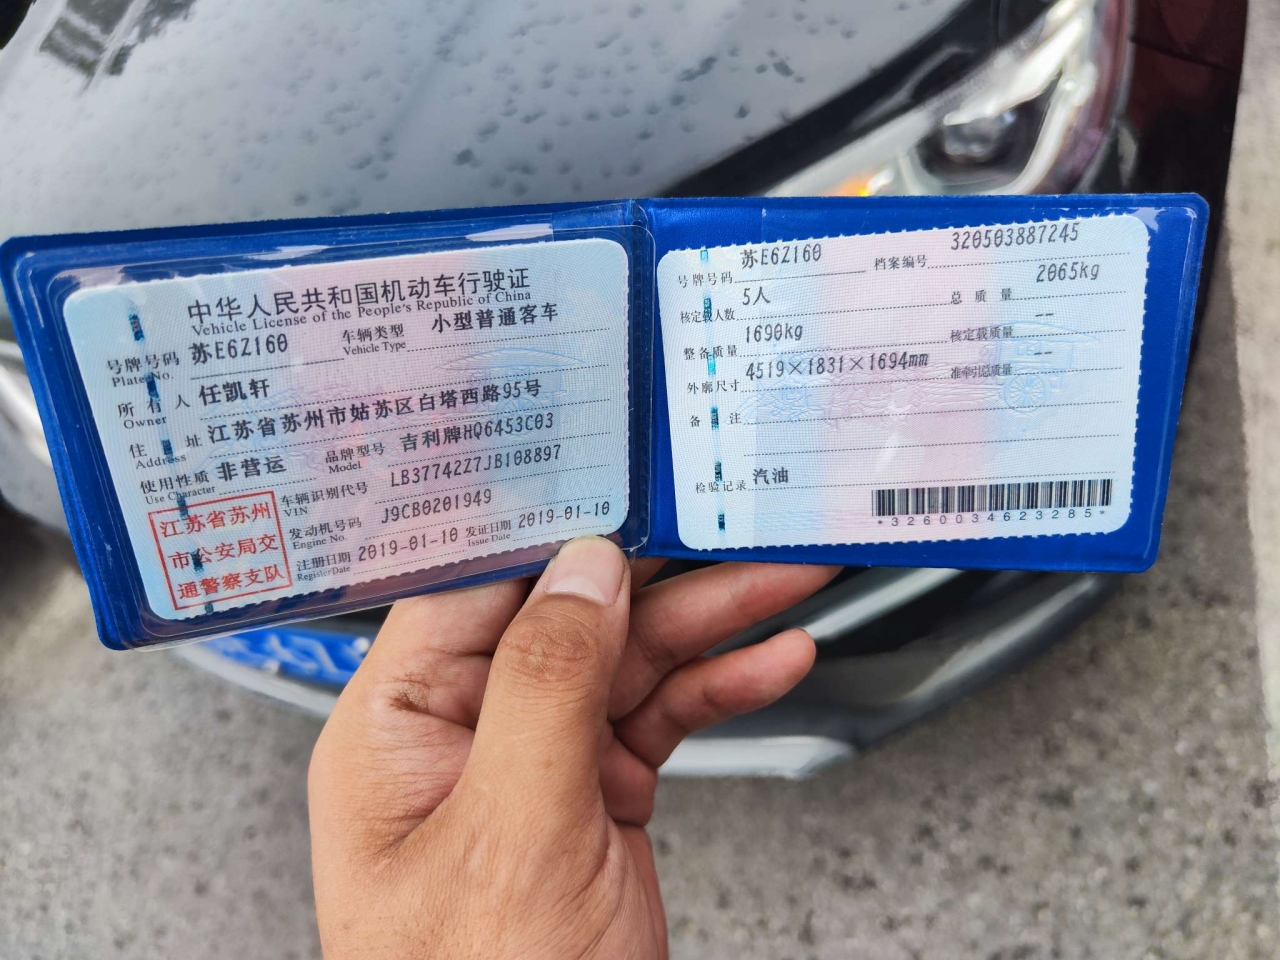 中华人民共和国机动车行驶证
Vehicle License of the People's Republic of China
号牌号码 苏E6Z160 车辆类型 小型普通客车
Plate No. Vehicle Type
所有人 任凯轩
Owner
住址 江苏省苏州市姑苏区白塔西路95号
Address
使用性质 非营运 品牌型号 吉利牌HQ6453C03
Use Character Model
江苏省苏州
市公安局交
通警察支队
车辆识别代号 LB37742Z7JB108897
VIN
发动机号码 J9CB0201949
Engine No.
注册日期 2019-01-10 发证日期 2019-01-10
Register Date Issue Date
号牌号码 苏E6Z160 档案编号 320503887245
核定载人数 5人 总质量 2065kg
整备质量 1690kg 核定载质量 --
外廓尺寸 4519×1831×1694mm 准牵引总质量 --
备注
检验记录 汽油
*3260034623285*